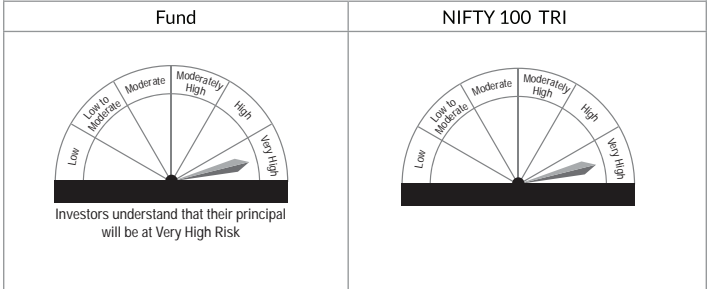 Fund
NIFTY 100 TRI
Low
Low to
Moderate
Moderate
Moderately
High
High
Very High
Investors understand that their principal
will be at Very High Risk
Low
Low to
Moderate
Moderate
Moderately
High
High
Very High